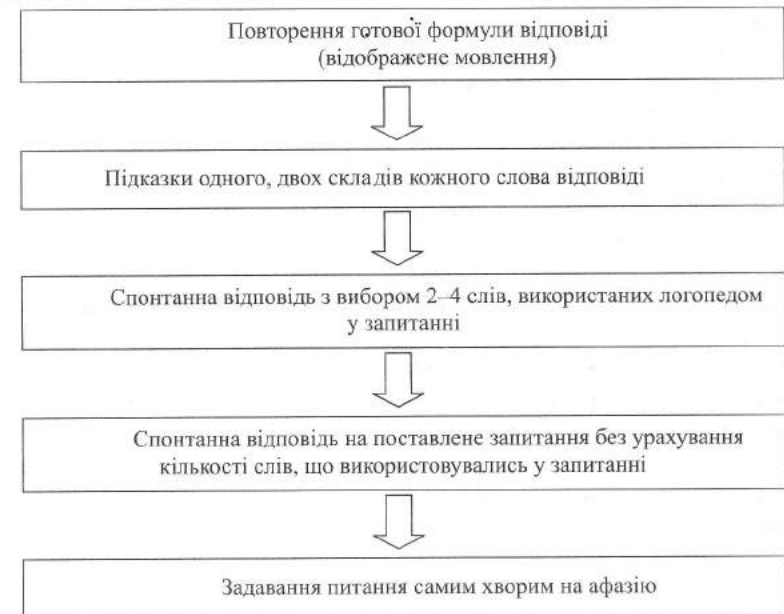 Повторення готової формули відповіді
(відображене мовлення)
Підказки одного, двох складів кожного слова відповіді
Спонтанна відповідь з вибором 2–4 слів, використаних логопедом
у запитанні
Спонтанна відповідь на поставлене запитання без урахування
кількості слів, що використовувались у запитанні
Задавання питання самим хворим на афазію